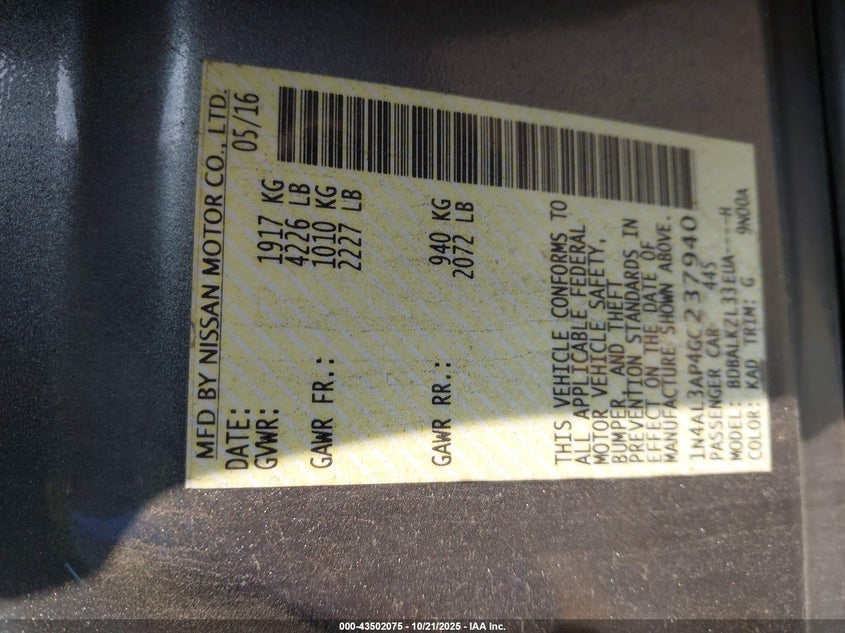 MFD BY NISSAN MOTOR CO., LTD.
DATE: 05/16
GVWR: 1917 KG
4226 LB
GAWR FR.: 1010 KG
2227 LB
GAWR RR.: 940 KG
2072 LB
THIS VEHICLE CONFORMS TO
ALL APPLICABLE FEDERAL
MOTOR VEHICLE SAFETY,
BUMPER, AND THEFT
PREVENTION STANDARDS IN
EFFECT ON THE DATE OF
MANUFACTURE SHOWN ABOVE.
1N4AL3AP4GC237940
PASSENGER CAR 445
MODEL: BDBALKZL33EUA----H
COLOR: KAD TRIM: G 9N00A
000-43502075 - 10/21/2025 - IAA Inc.